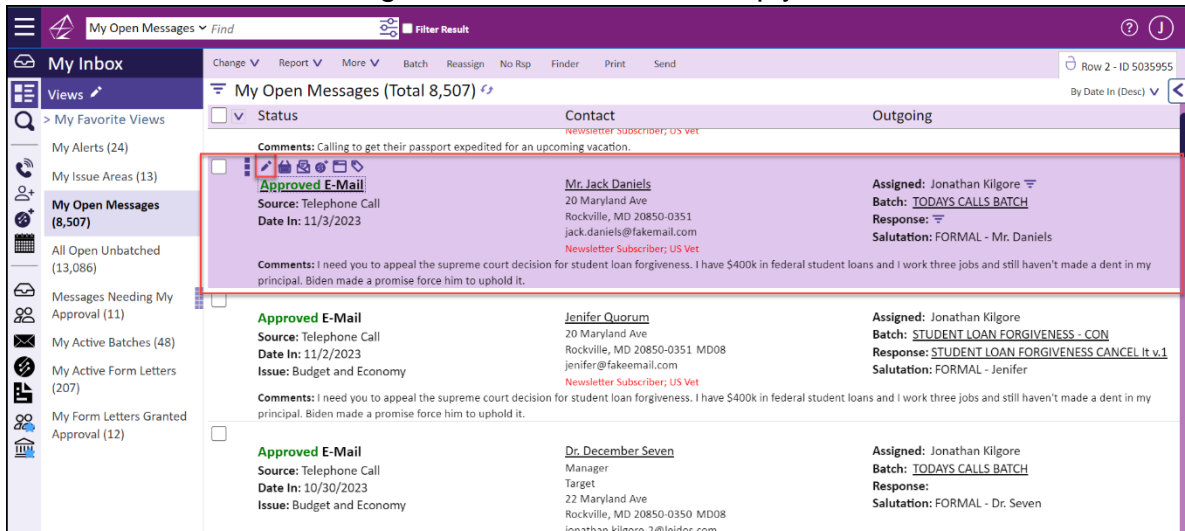 My Open Messages Find Filter Result ? J
My Inbox
Change Report More Batch Reassign No Rsp Finder Print Send
Row 2 - ID 5035955
Views
My Open Messages (Total 8,507)
By Date In (Desc)
> My Favorite Views
My Alerts (24)
My Issue Areas (13)
My Open Messages
(8,507)
All Open Unbatched
(13,086)
Messages Needing My
Approval (11)
My Active Batches (48)
My Active Form Letters
(207)
My Form Letters Granted
Approval (12)
Status Contact Outgoing
Newsletter Subscriber; US Vet
Comments: Calling to get their passport expedited for an upcoming vacation.
Approved E-Mail
Source: Telephone Call
Date In: 11/3/2023
Mr. Jack Daniels
20 Maryland Ave
Rockville, MD 20850-0351
jack.daniels@fakemail.com
Newsletter Subscriber; US Vet
Assigned: Jonathan Kilgore
Batch: TODAYS CALLS BATCH
Response:
Salutation: FORMAL - Mr. Daniels
Comments: I need you to appeal the supreme court decision for student loan forgiveness. I have $400k in federal student loans and I work three jobs and still haven't made a dent in my
principal. Biden made a promise force him to uphold it.
Approved E-Mail
Source: Telephone Call
Date In: 11/2/2023
Issue: Budget and Economy
Jenifer Quorum
20 Maryland Ave
Rockville, MD 20850-0351 MD08
jenifer@fakeemail.com
Newsletter Subscriber; US Vet
Assigned: Jonathan Kilgore
Batch: STUDENT LOAN FORGIVENESS - CON
Response: STUDENT LOAN FORGIVENESS CANCEL It v.1
Salutation: FORMAL - Jenifer
Comments: I need you to appeal the supreme court decision for student loan forgiveness. I have $400k in federal student loans and I work three jobs and still haven't made a dent in my
principal. Biden made a promise force him to uphold it.
Approved E-Mail
Source: Telephone Call
Date In: 10/30/2023
Issue: Budget and Economy
Dr. December Seven
Manager
Target
22 Maryland Ave
Rockville, MD 20850-0350 MD08
jonathan.kilgore-2@leidos.com
Assigned: Jonathan Kilgore
Batch: TODAYS CALLS BATCH
Response:
Salutation: FORMAL - Dr. Seven